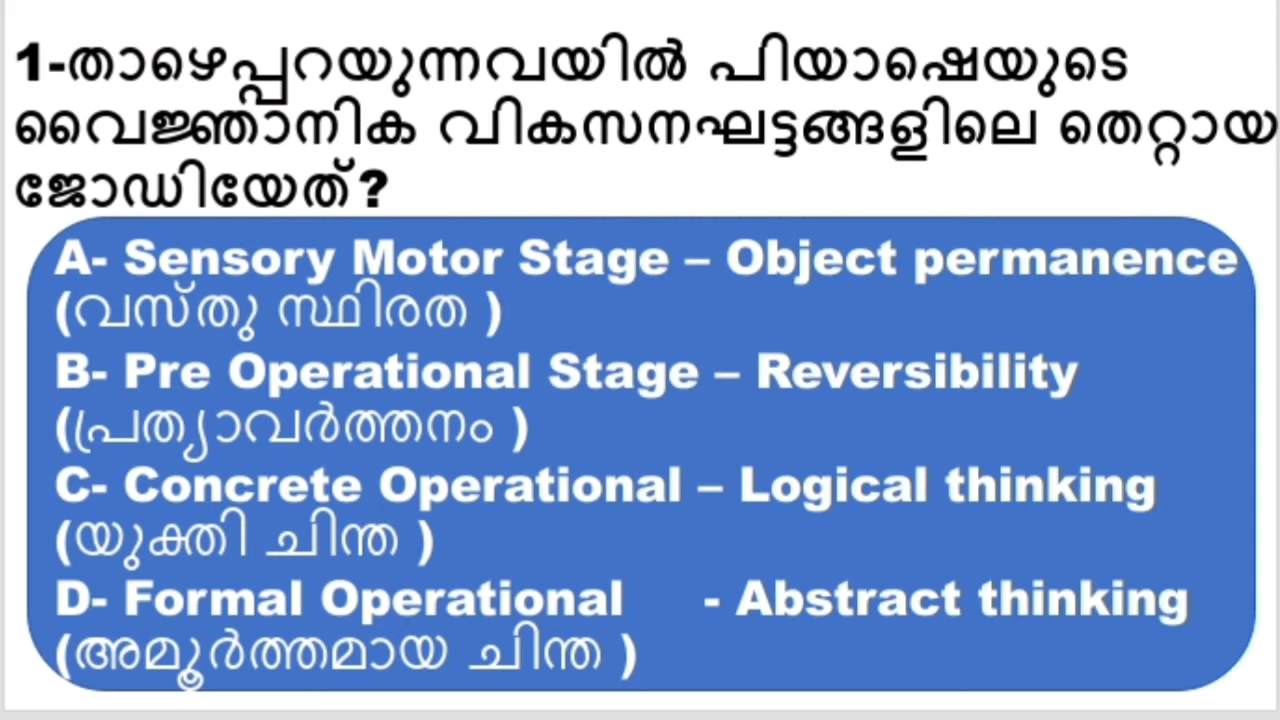 1-താഴെപ്പറയുന്നവയിൽ പിയാഷെയുടെ
വൈജ്ഞാനിക വികസനഘട്ടങ്ങളിലെ തെറ്റായ
ജോഡിയേത്?
A- Sensory Motor Stage – Object permanence
(വസ്തു സ്ഥിരത )
B- Pre Operational Stage – Reversibility
(പ്രത്യാവർത്തനം )
C- Concrete Operational – Logical thinking
(യുക്തി ചിന്ത )
D- Formal Operational - Abstract thinking
(അമൂർത്തമായ ചിന്ത )